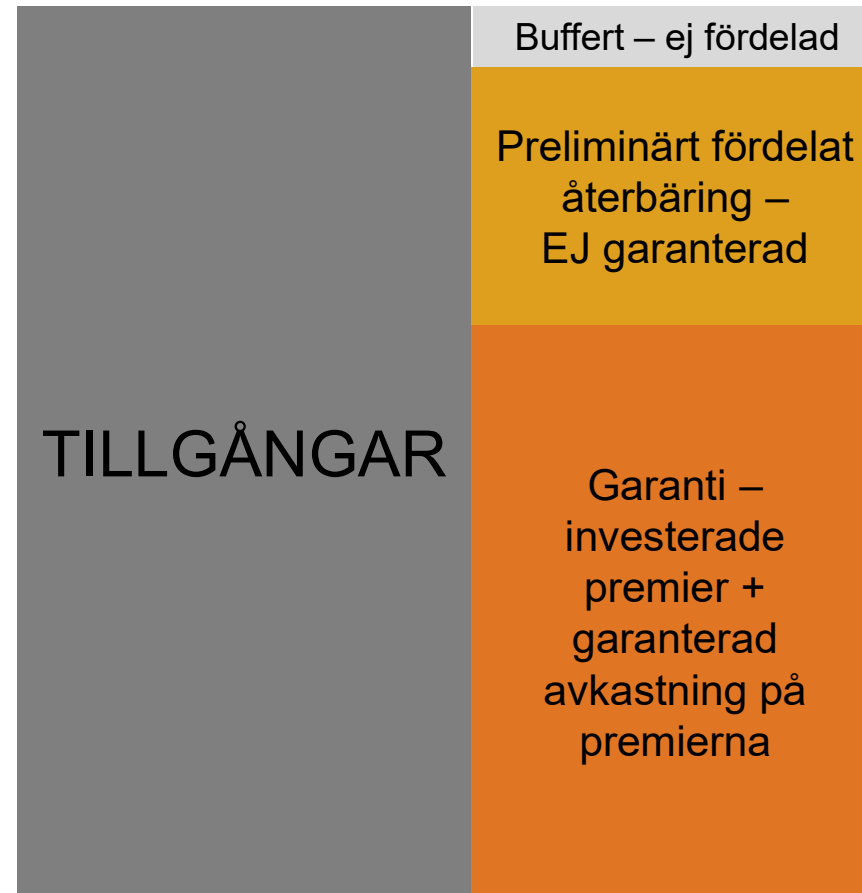 Buffert – ej fördelad
Preliminärt fördelat
återbäring –
EJ garanterad
TILLGÅNGAR
Garanti –
investerade
premier +
garanterad
avkastning på
premierna